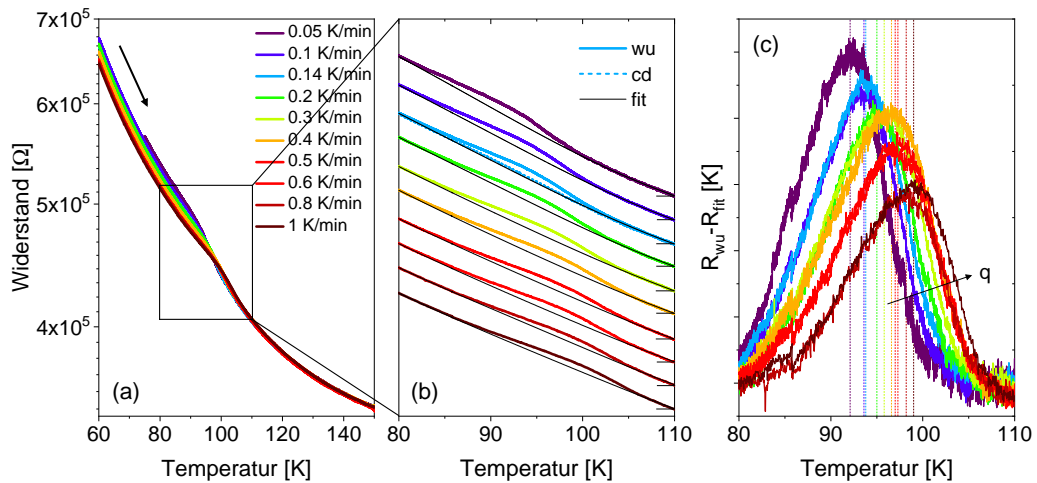 7x10⁵
6x10⁵
5x10⁵
4x10⁵
Widerstand [Ω]
0.05 K/min
0.1 K/min
0.14 K/min
0.2 K/min
0.3 K/min
0.4 K/min
0.5 K/min
0.6 K/min
0.8 K/min
1 K/min
(a)
60 80 100 120 140
Temperatur [K]
wu
cd
fit
(b)
80 90 100 110
Temperatur [K]
(c)
R_wu-R_fit [K]
q
80 90 100 110
Temperatur [K]